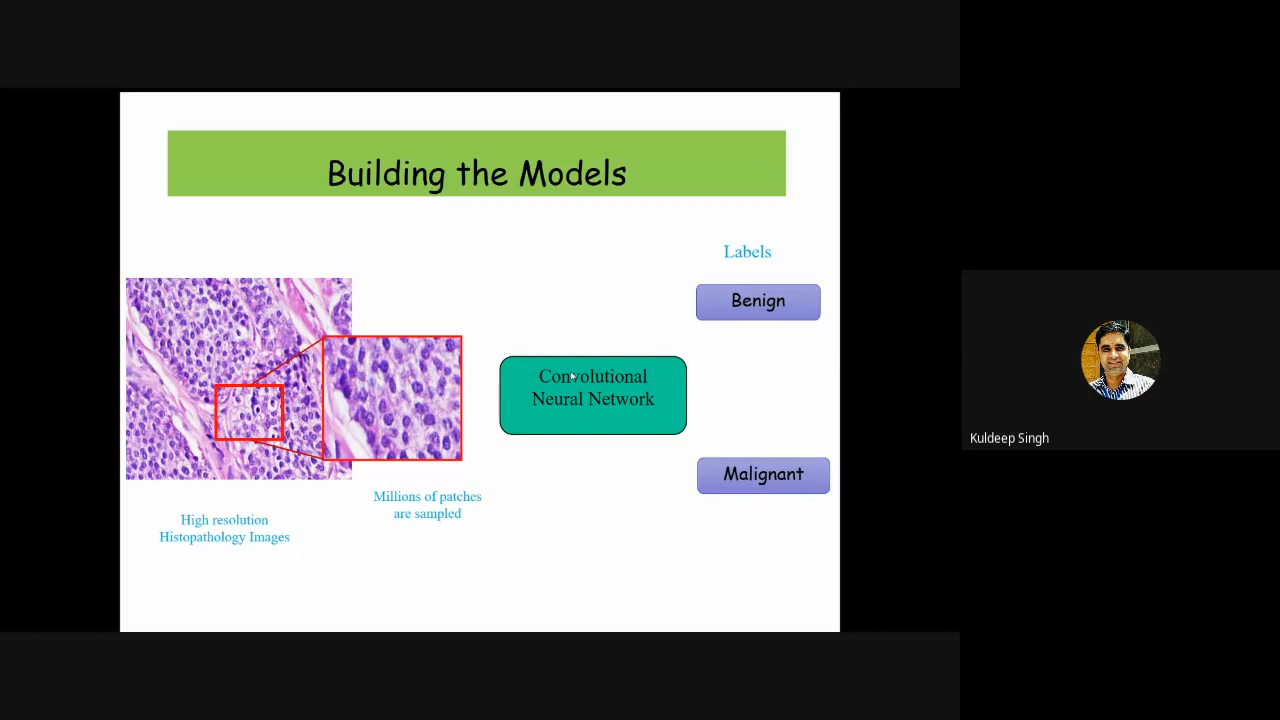 Building the Models
Labels
Benign
Convolutional
Neural Network
Malignant
Millions of patches
are sampled
High resolution
Histopathology Images
Kuldeep Singh